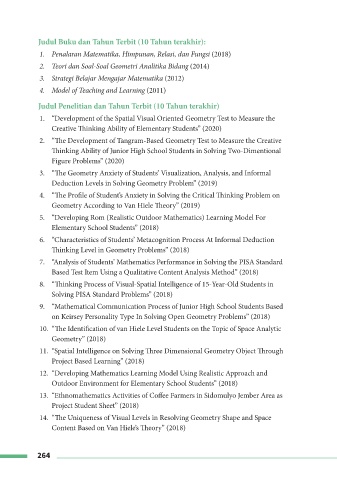 Judul Buku dan Tahun Terbit (10 Tahun terakhir):
1. Penalaran Matematika, Himpunan, Relasi, dan Fungsi (2018)
2. Teori dan Soal-Soal Geometri Analitika Bidang (2014)
3. Strategi Belajar Mengajar Matematika (2012)
4. Model of Teaching and Learning (2011)
Judul Penelitian dan Tahun Terbit (10 Tahun terakhir)
1. "Development of the Spatial Visual Oriented Geometry Test to Measure the
Creative Thinking Ability of Elementary Students" (2020)
2. "The Development of Tangram-Based Geometry Test to Measure the Creative
Thinking Ability of Junior High School Students in Solving Two-Dimentional
Figure Problems" (2020)
3. "The Geometry Anxiety of Students' Visualization, Analysis, and Informal
Deduction Levels in Solving Geometry Problem" (2019)
4. "The Profile of Student's Anxiety in Solving the Critical Thinking Problem on
Geometry According to Van Hiele Theory" (2019)
5. "Developing Rom (Realistic Outdoor Mathematics) Learning Model For
Elementary School Students" (2018)
6. "Characteristics of Students' Metacognition Process At Informal Deduction
Thinking Level in Geometry Problems" (2018)
7. "Analysis of Students' Mathematics Performance in Solving the PISA Standard
Based Test Item Using a Qualitative Content Analysis Method" (2018)
8. "Thinking Process of Visual-Spatial Intelligence of 15-Year-Old Students in
Solving PISA Standard Problems" (2018)
9. "Mathematical Communication Process of Junior High School Students Based
on Keirsey Personality Type In Solving Open Geometry Problems" (2018)
10. "The Identification of van Hiele Level Students on the Topic of Space Analytic
Geometry" (2018)
11. "Spatial Intelligence on Solving Three Dimensional Geometry Object Through
Project Based Learning" (2018)
12. "Developing Mathematics Learning Model Using Realistic Approach and
Outdoor Environment for Elementary School Students" (2018)
13. "Ethnomathematics Activities of Coffee Farmers in Sidomulyo Jember Area as
Project Student Sheet" (2018)
14. "The Uniqueness of Visual Levels in Resolving Geometry Shape and Space
Content Based on Van Hiele's Theory" (2018)
264